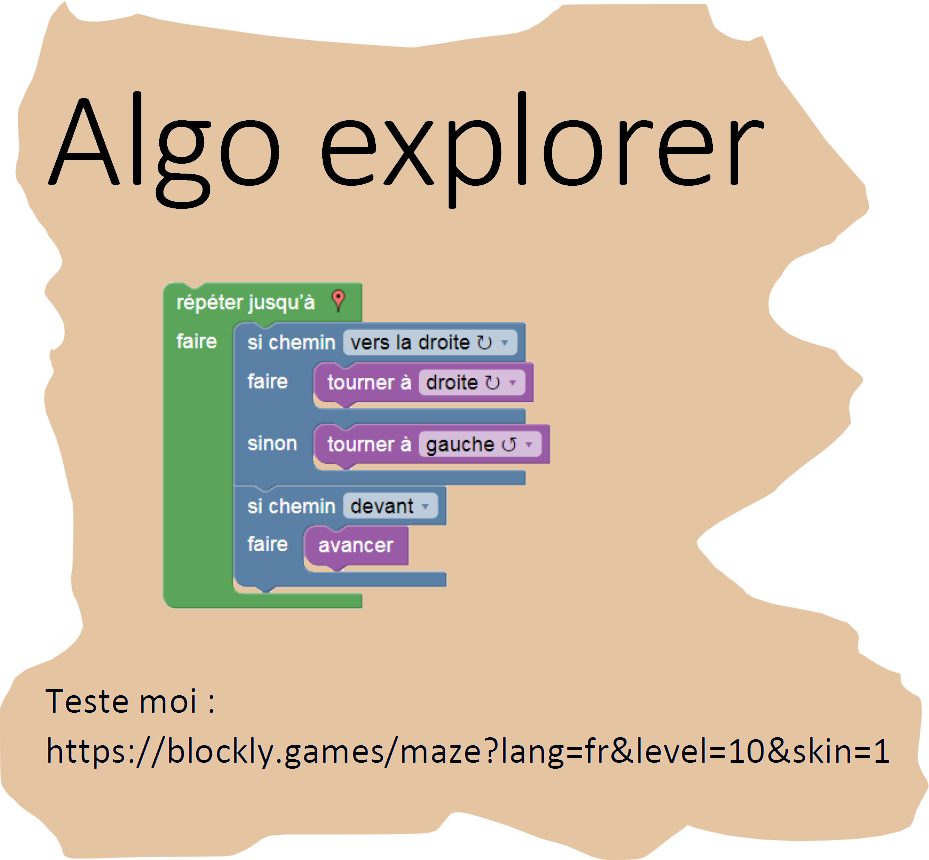 Algo explorer
répéter jusqu'à
faire si chemin vers la droite ↻
faire tourner à droite ↻
sinon tourner à gauche ↺
si chemin devant
faire avancer
Teste moi :
https://blockly.games/maze?lang=fr&level=10&skin=1